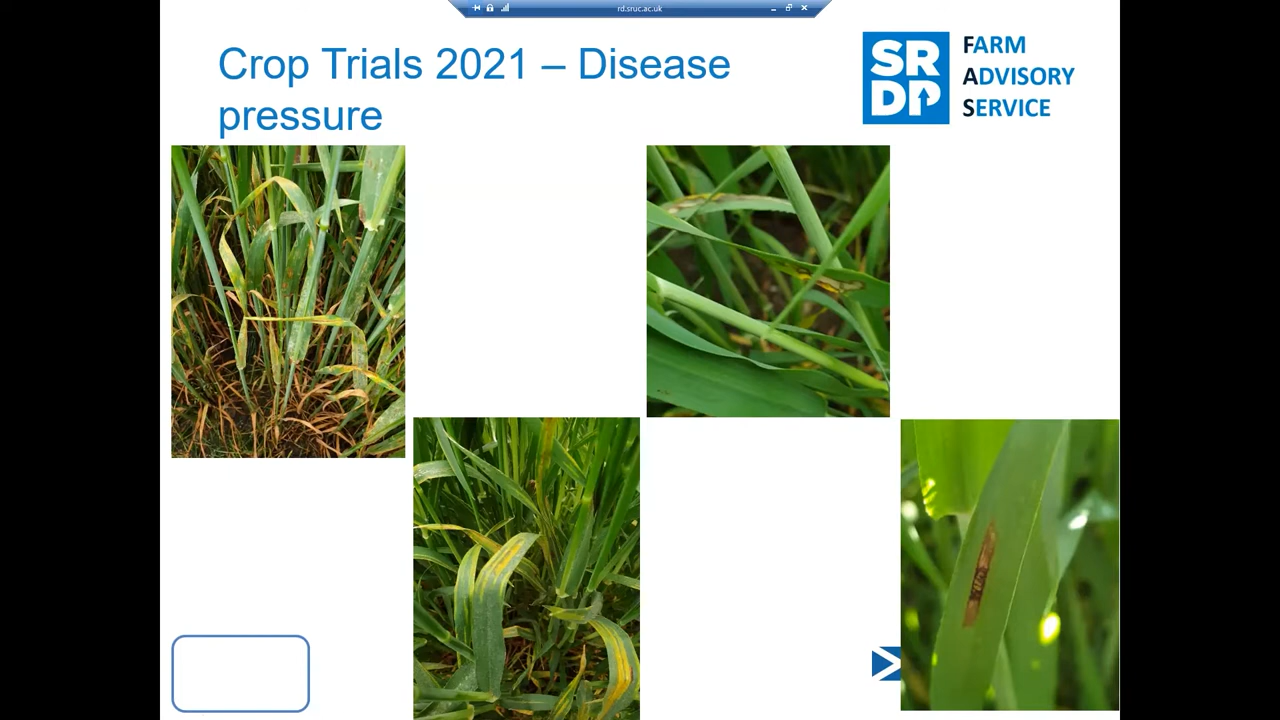 rd.sruc.ac.uk
Crop Trials 2021 – Disease
pressure
SR
DP
FARM
ADVISORY
SERVICE